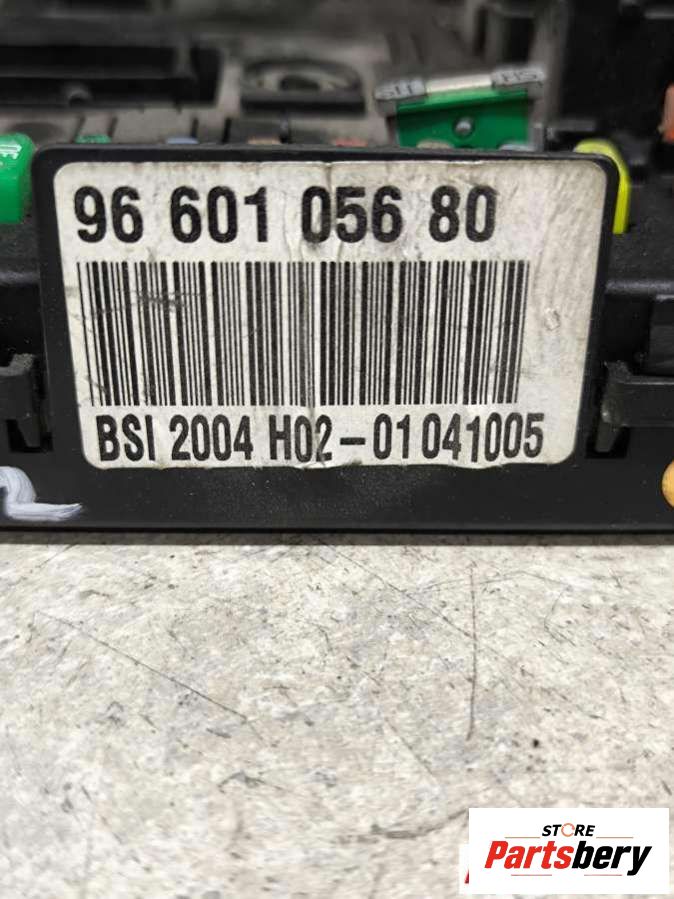 96 601 056 80
BSI 2004 H02-01 041005
STORE
Partsbery